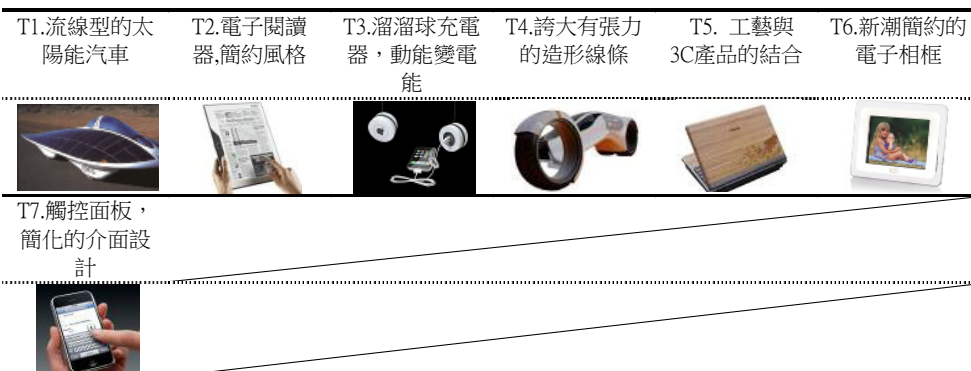 T1.流線型的太
陽能汽車
T2.電子閱讀
器,簡約風格
T3.溜溜球充電
器，動能變電
能
T4.誇大有張力
的造形線條
T5. 工藝與
3C產品的結合
T6.新潮簡約的
電子相框
T7.觸控面板，
簡化的介面設
計